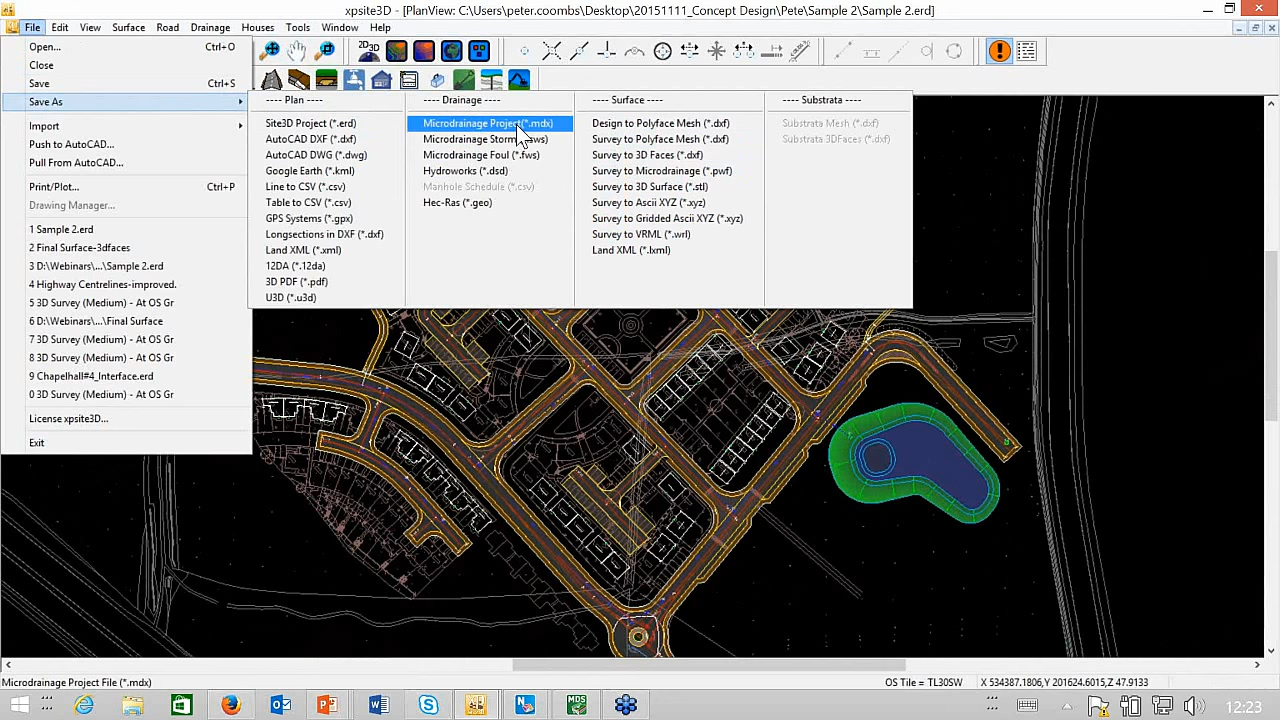 xpsite3D - [PlanView: C:\Users\peter.coombs\Desktop\20151111_Concept Design\Pete\Sample 2\Sample 2.erd]
File Edit View Surface Road Drainage Houses Tools Window Help
2D3D
Open... Ctrl+O
Close
Save Ctrl+S
Save As
Import
Push to AutoCAD...
Pull From AutoCAD...
Print/Plot... Ctrl+P
Drawing Manager...
1 Sample 2.erd
2 Final Surface-3dfaces
3 D:\Webinars\...\Sample 2.erd
4 Highway Centrelines-improved.
5 3D Survey (Medium) - At OS Gr
6 D:\Webinars\...\Final Surface
7 3D Survey (Medium) - At OS Gr
8 3D Survey (Medium) - At OS Gr
9 Chapelhall#4_Interface.erd
0 3D Survey (Medium) - At OS Gr
License xpsite3D...
Exit
---- Plan ----
Site3D Project (*.erd)
AutoCAD DXF (*.dxf)
AutoCAD DWG (*.dwg)
Google Earth (*.kml)
Line to CSV (*.csv)
Table to CSV (*.csv)
GPS Systems (*.gpx)
Longsections in DXF (*.dxf)
Land XML (*.xml)
12DA (*.12da)
3D PDF (*.pdf)
U3D (*.u3d)
---- Drainage ----
Microdrainage Project(*.mdx)
Microdrainage Storm sws)
Microdrainage Foul (*.fws)
Hydroworks (*.dsd)
Manhole Schedule (*.csv)
Hec-Ras (*.geo)
---- Surface ----
Design to Polyface Mesh (*.dxf)
Survey to Polyface Mesh (*.dxf)
Survey to 3D Faces (*.dxf)
Survey to Microdrainage (*.pwf)
Survey to 3D Surface (*.stl)
Survey to Ascii XYZ (*.xyz)
Survey to Gridded Ascii XYZ (*.xyz)
Survey to VRML (*.wrl)
Land XML (*.lxml)
---- Substrata ----
Substrata Mesh (*.dxf)
Substrata 3DFaces (*.dxf)
Microdrainage Project File (*.mdx) OS Tile = TL30SW X 534387.1806,Y 201624.6015,Z 47.9133
MDS 12:23